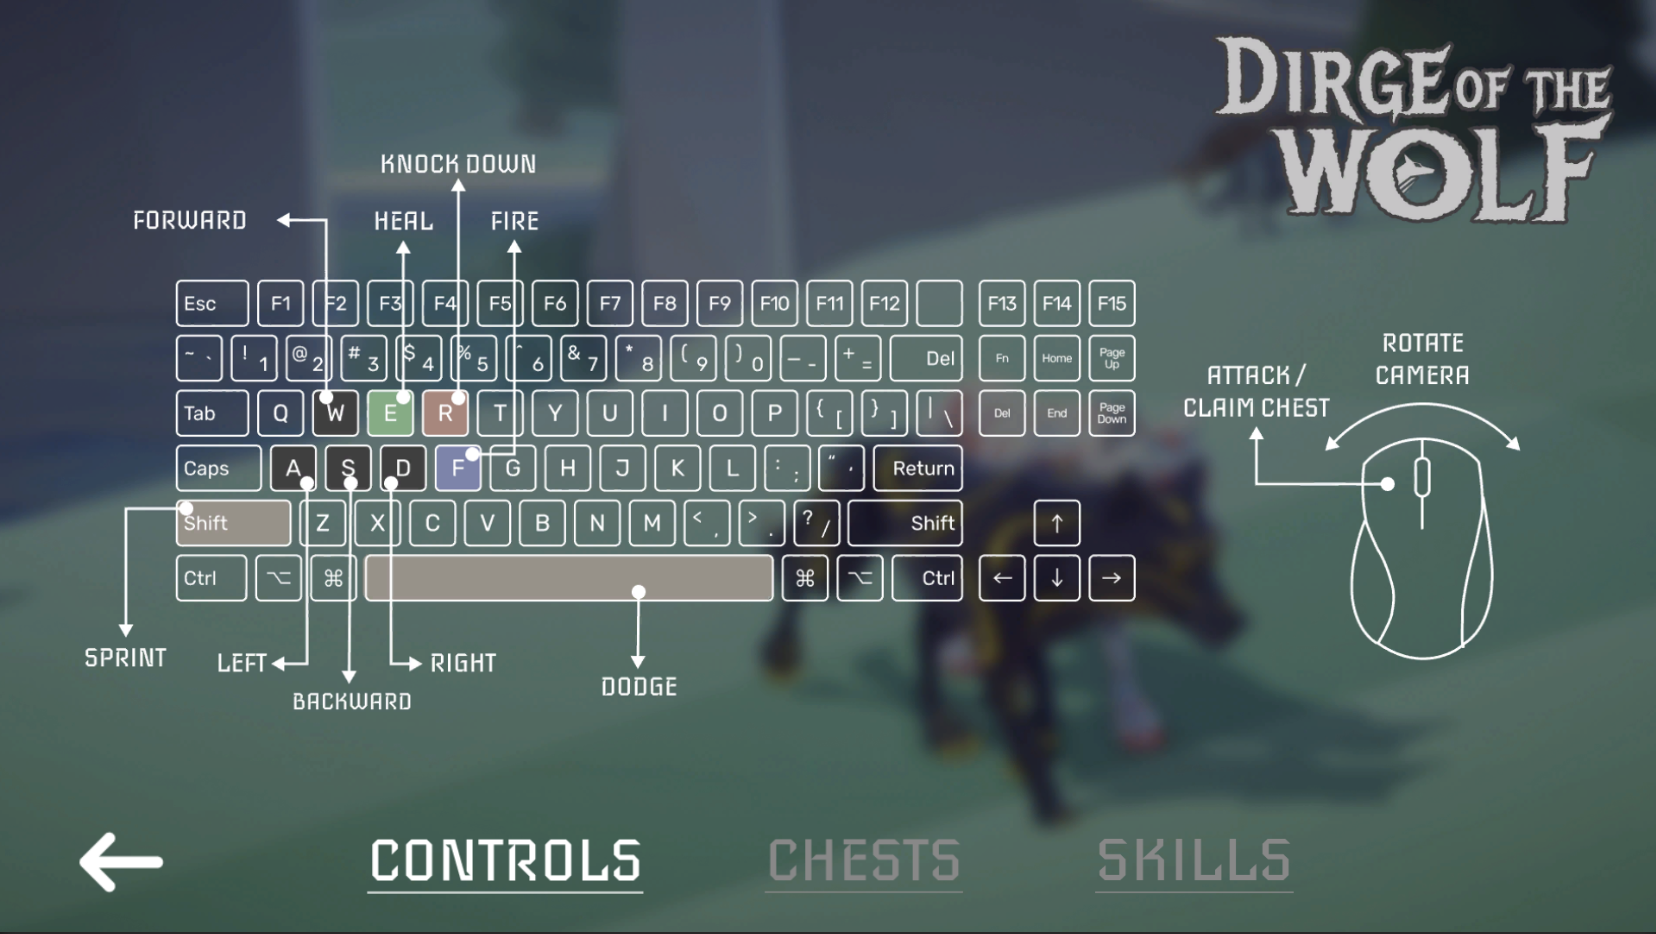 DIRGE OF THE
WOLF
KNOCK DOWN
FORWARD HEAL FIRE
Esc F1 F2 F3 F4 F5 F6 F7 F8 F9 F10 F11 F12 F13 F14 F15
~ ` ! 1 @ 2 # 3 $ 4 % 5 ^ 6 & 7 * 8 ( 9 ) 0 – - + = Del Fn Home Page Up
Tab Q W E R T Y U I O P { [ } ] | \ Del End Page Down
Caps A S D F G H J K L : ; " ' Return
Shift Z X C V B N M < , > . ? / Shift ↑
Ctrl ⌥ ⌘ ⌘ ⌥ Ctrl ← ↓ →
SPRINT LEFT RIGHT
BACKWARD
DODGE
ROTATE
CAMERA
ATTACK /
CLAIM CHEST
CONTROLS CHESTS SKILLS